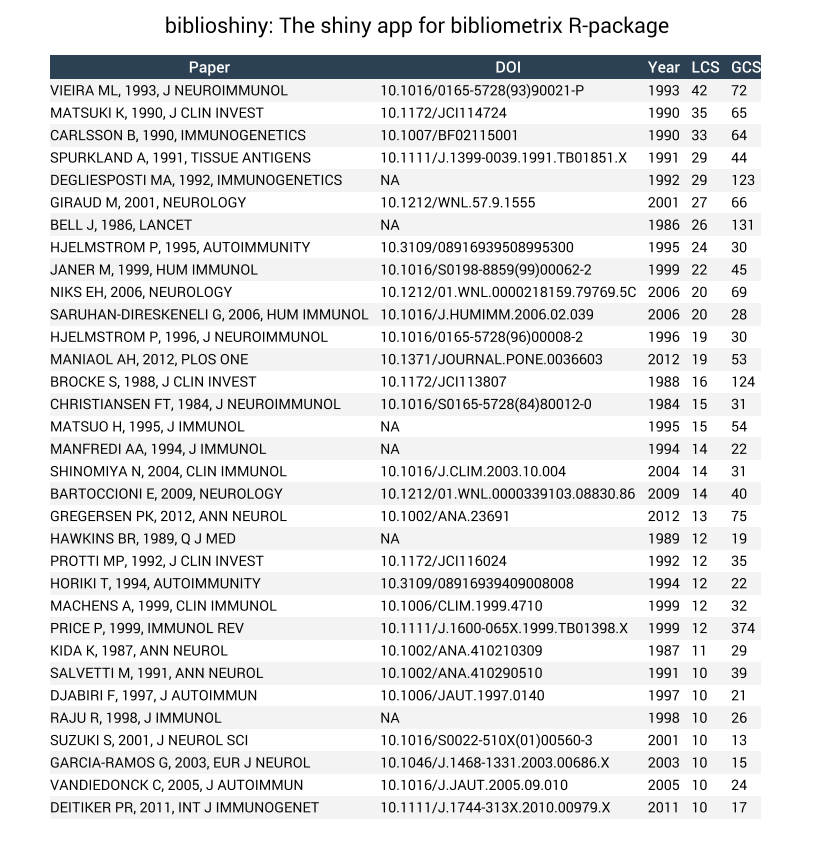 biblioshiny: The shiny app for bibliometrix R-package
Paper DOI Year LCS GCS
VIEIRA ML, 1993, J NEUROIMMUNOL 10.1016/0165-5728(93)90021-P 1993 42 72
MATSUKI K, 1990, J CLIN INVEST 10.1172/JCI114724 1990 35 65
CARLSSON B, 1990, IMMUNOGENETICS 10.1007/BF02115001 1990 33 64
SPURKLAND A, 1991, TISSUE ANTIGENS 10.1111/J.1399-0039.1991.TB01851.X 1991 29 44
DEGLIESPOSTI MA, 1992, IMMUNOGENETICS NA 1992 29 123
GIRAUD M, 2001, NEUROLOGY 10.1212/WNL.57.9.1555 2001 27 66
BELL J, 1986, LANCET NA 1986 26 131
HJELMSTROM P, 1995, AUTOIMMUNITY 10.3109/08916939508995300 1995 24 30
JANER M, 1999, HUM IMMUNOL 10.1016/S0198-8859(99)00062-2 1999 22 45
NIKS EH, 2006, NEUROLOGY 10.1212/01.WNL.0000218159.79769.5C 2006 20 69
SARUHAN-DIRESKENELI G, 2006, HUM IMMUNOL 10.1016/J.HUMIMM.2006.02.039 2006 20 28
HJELMSTROM P, 1996, J NEUROIMMUNOL 10.1016/0165-5728(96)00008-2 1996 19 30
MANIAOL AH, 2012, PLOS ONE 10.1371/JOURNAL.PONE.0036603 2012 19 53
BROCKE S, 1988, J CLIN INVEST 10.1172/JCI113807 1988 16 124
CHRISTIANSEN FT, 1984, J NEUROIMMUNOL 10.1016/S0165-5728(84)80012-0 1984 15 31
MATSUO H, 1995, J IMMUNOL NA 1995 15 54
MANFREDI AA, 1994, J IMMUNOL NA 1994 14 22
SHINOMIYA N, 2004, CLIN IMMUNOL 10.1016/J.CLIM.2003.10.004 2004 14 31
BARTOCCIONI E, 2009, NEUROLOGY 10.1212/01.WNL.0000339103.08830.86 2009 14 40
GREGERSEN PK, 2012, ANN NEUROL 10.1002/ANA.23691 2012 13 75
HAWKINS BR, 1989, Q J MED NA 1989 12 19
PROTTI MP, 1992, J CLIN INVEST 10.1172/JCI116024 1992 12 35
HORIKI T, 1994, AUTOIMMUNITY 10.3109/08916939409008008 1994 12 22
MACHENS A, 1999, CLIN IMMUNOL 10.1006/CLIM.1999.4710 1999 12 32
PRICE P, 1999, IMMUNOL REV 10.1111/J.1600-065X.1999.TB01398.X 1999 12 374
KIDA K, 1987, ANN NEUROL 10.1002/ANA.410210309 1987 11 29
SALVETTI M, 1991, ANN NEUROL 10.1002/ANA.410290510 1991 10 39
DJABIRI F, 1997, J AUTOIMMUN 10.1006/JAUT.1997.0140 1997 10 21
RAJU R, 1998, J IMMUNOL NA 1998 10 26
SUZUKI S, 2001, J NEUROL SCI 10.1016/S0022-510X(01)00560-3 2001 10 13
GARCIA-RAMOS G, 2003, EUR J NEUROL 10.1046/J.1468-1331.2003.00686.X 2003 10 15
VANDIEDONCK C, 2005, J AUTOIMMUN 10.1016/J.JAUT.2005.09.010 2005 10 24
DEITIKER PR, 2011, INT J IMMUNOGENET 10.1111/J.1744-313X.2010.00979.X 2011 10 17